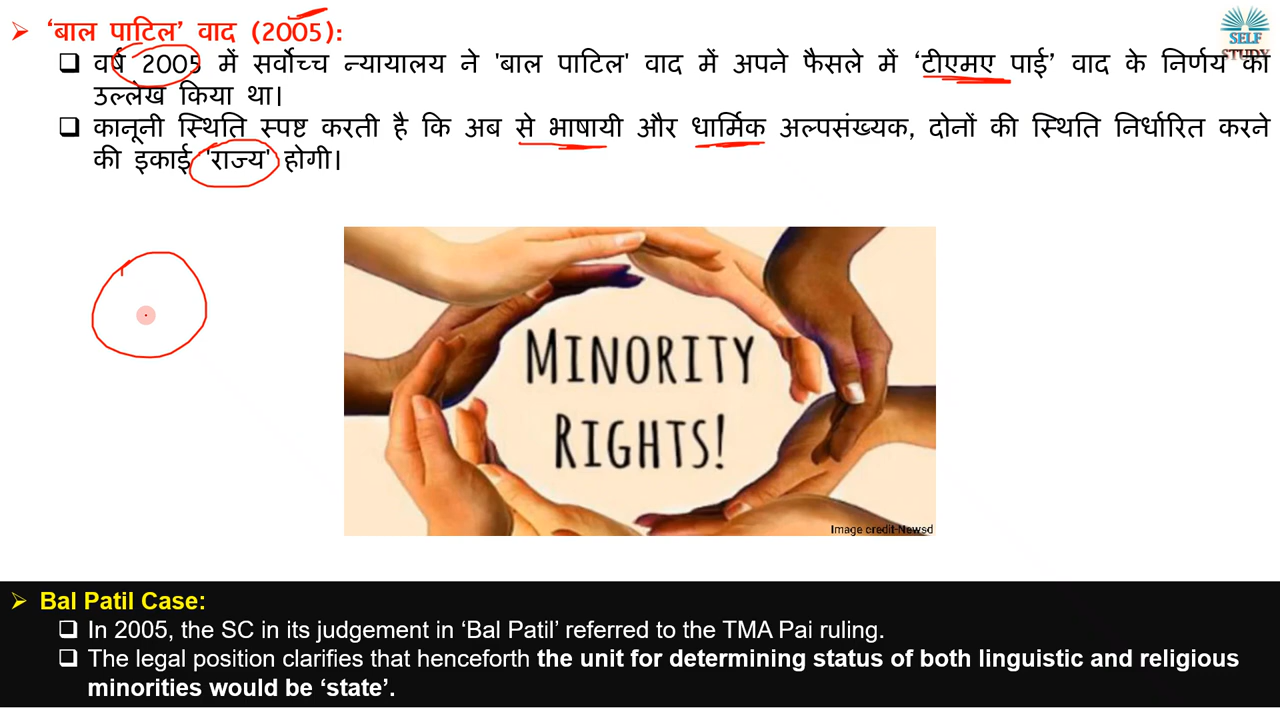 ➢ ‘बाल पाटिल’ वाद (2005):
❑ वर्ष 2005 में सर्वोच्च न्यायालय ने 'बाल पाटिल' वाद में अपने फैसले में ‘टीएमए पाई’ वाद के निर्णय का
उल्लेख किया था।
❑ कानूनी स्थिति स्पष्ट करती है कि अब से भाषायी और धार्मिक अल्पसंख्यक, दोनों की स्थिति निर्धारित करने
की इकाई 'राज्य' होगी।
SELF
STUDY
MINORITY
RIGHTS!
Image credit-Newsd
➢ Bal Patil Case:
❑ In 2005, the SC in its judgement in ‘Bal Patil’ referred to the TMA Pai ruling.
❑ The legal position clarifies that henceforth the unit for determining status of both linguistic and religious
minorities would be ‘state’.